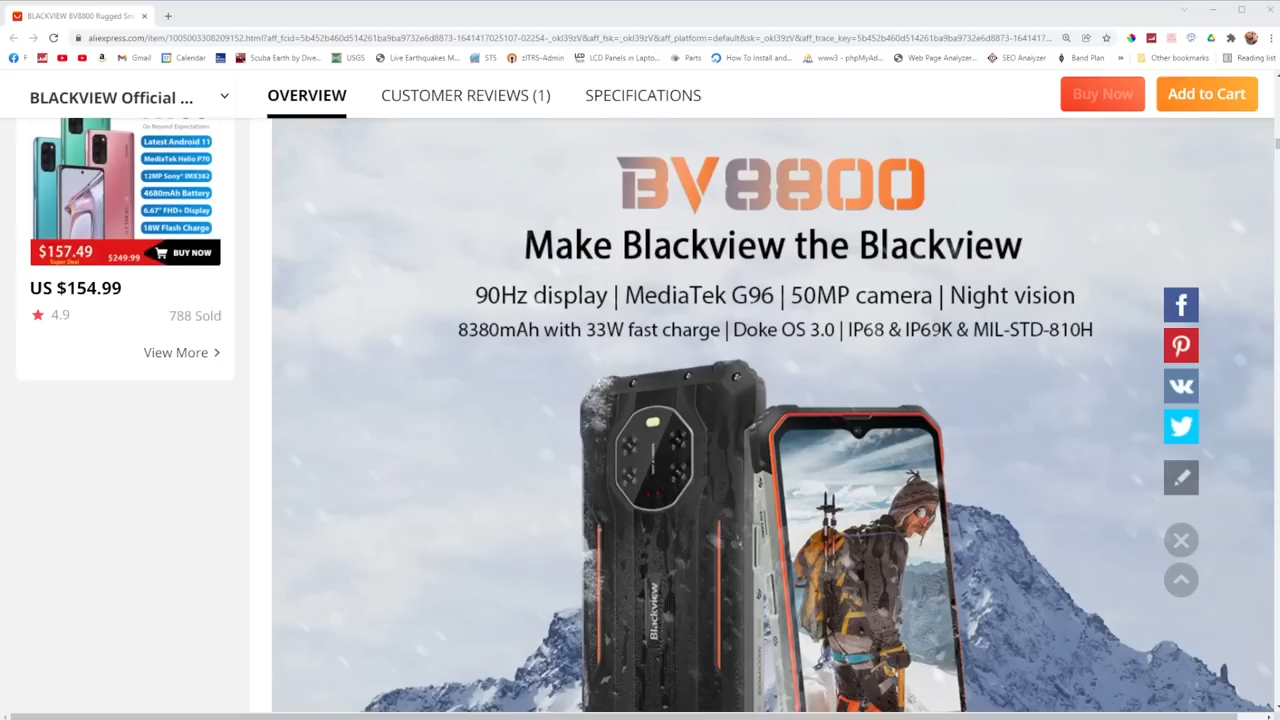 BLACKVIEW BV8800 Rugged Sm
aliexpress.com/item/1005003308209152.html?aff_fcid=5b452b460d514261ba9ba9732e6d8873-1641417025107-02254-_okl39zV&aff_fsk=_okl39zV&aff_platform=default&sk=_okl39zV&aff_trace_key=5b452b460d514261ba9ba9732e6d8873-1641417...
F
Gmail
Calendar
Scuba Earth by Dive...
USGS
Live Earthquakes M...
STS
zITRS-Admin
LCD Panels in Lapto...
Parts
How To Install and...
www3 - phpMyAd...
Web Page Analyzer...
SEO Analyzer
Band Plan
»
Other bookmarks
Reading list
BLACKVIEW Official ...
OVERVIEW
CUSTOMER REVIEWS (1)
SPECIFICATIONS
Buy Now
Add to Cart
Go Beyond Expectations
Latest Android 11
MediaTek Helio P70
12MP Sony® IMX362
4680mAh Battery
6.67" FHD+ Display
18W Flash Charge
$157.49
Super Deal
$249.99
BUY NOW
US $154.99
4.9
788 Sold
View More
BV8800
Make Blackview the Blackview
90Hz display | MediaTek G96 | 50MP camera | Night vision
8380mAh with 33W fast charge | Doke OS 3.0 | IP68 & IP69K & MIL-STD-810H
Blackview